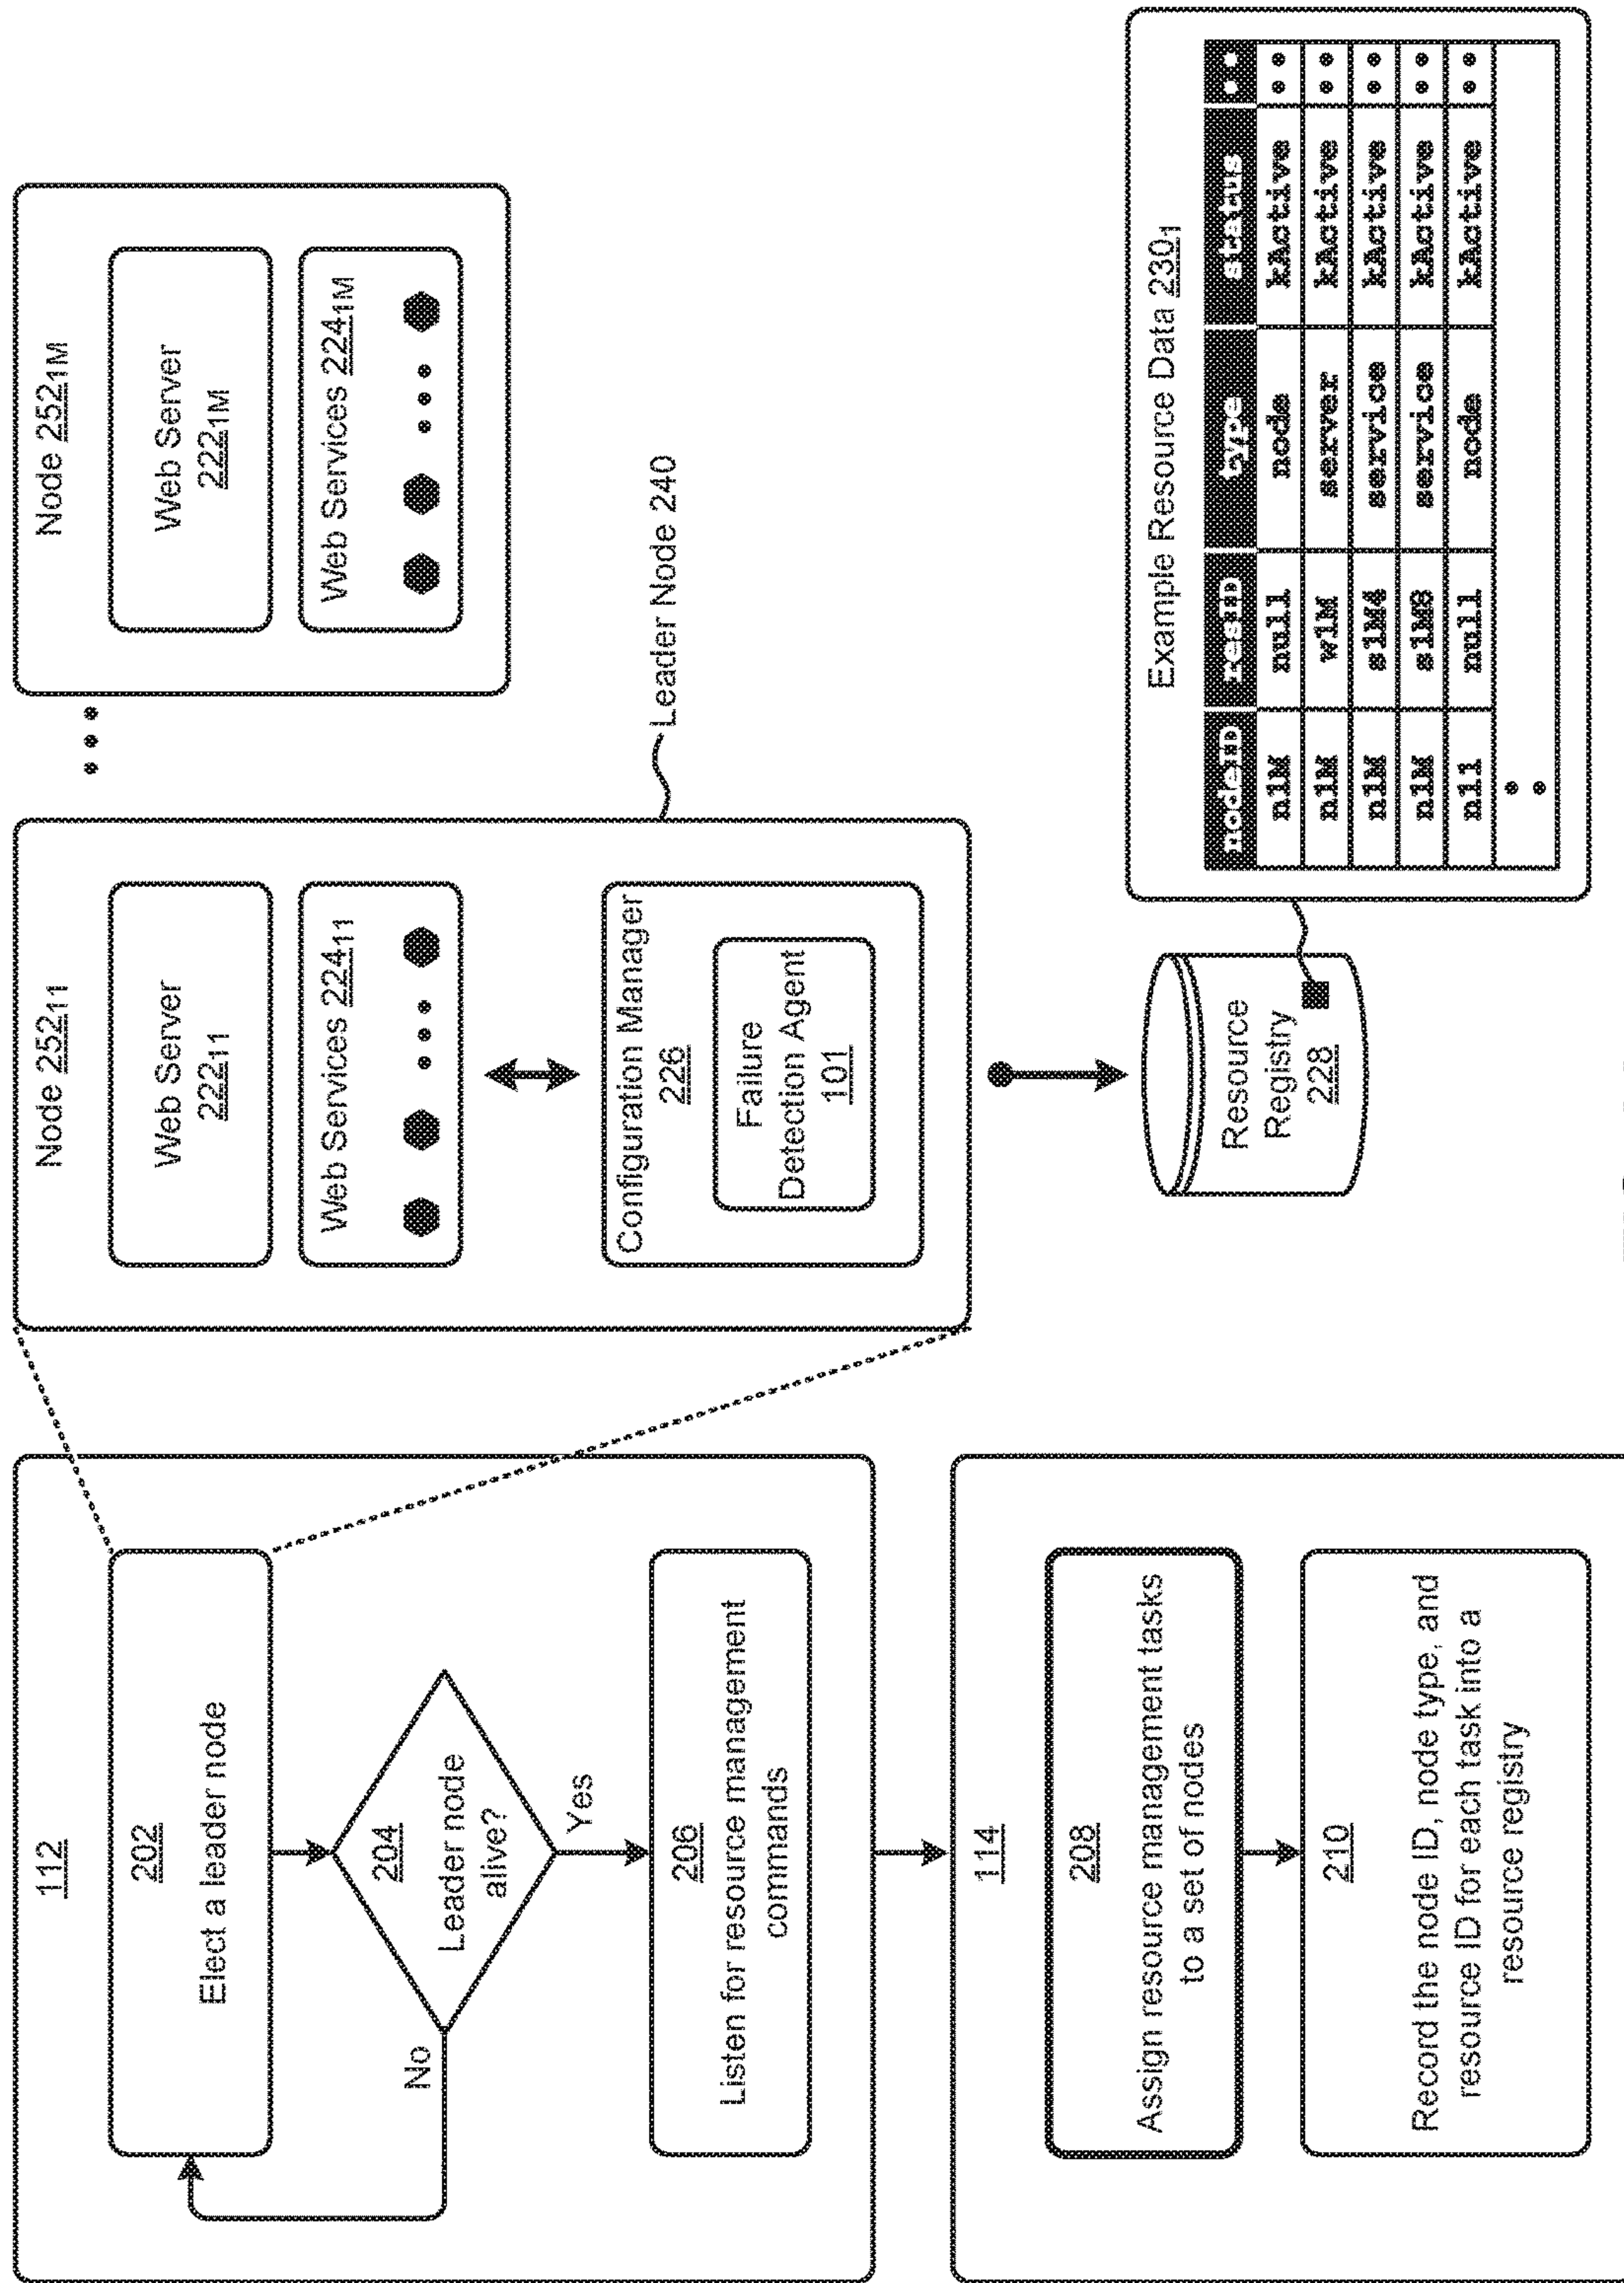 112
202
Elect a leader node
204
Leader node
alive?
No
Yes
206
Listen for resource management
commands
114
208
Assign resource management tasks
to a set of nodes
210
Record the node ID, node type, and
resource ID for each task into a
resource registry
Node 252₁₁
Web Server
222₁₁
Web Services 224₁₁
Configuration Manager
226
Failure
Detection Agent
101
Leader Node 240
Node 252₁M
Web Server
222₁M
Web Services 224₁M
Resource
Registry
228
Example Resource Data 230₁
nodeID resID type status
n1M null node kActive
n1M w1M server kActive
n1M s1M4 service kActive
n1M s1M8 service kActive
n11 null node kActive